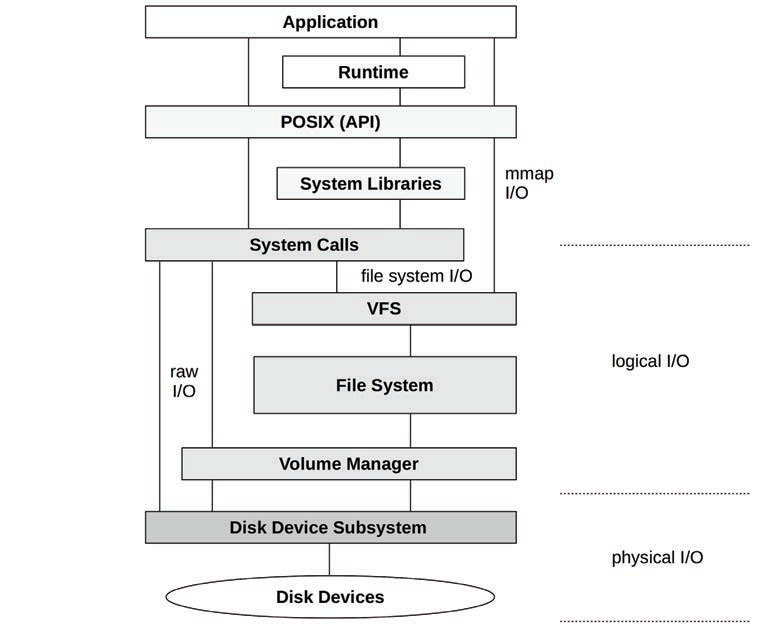 Application
Runtime
POSIX (API)
mmap
I/O
System Libraries
System Calls
file system I/O
VFS
raw
I/O
File System
logical I/O
Volume Manager
Disk Device Subsystem
physical I/O
Disk Devices